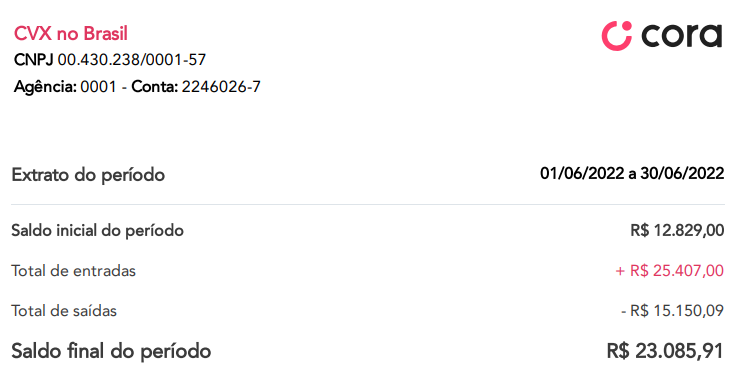 CVX no Brasil
cora
CNPJ 00.430.238/0001-57
Agência: 0001 - Conta: 2246026-7
Extrato do período 01/06/2022 a 30/06/2022
Saldo inicial do período R$ 12.829,00
Total de entradas + R$ 25.407,00
Total de saídas - R$ 15.150,09
Saldo final do período R$ 23.085,91